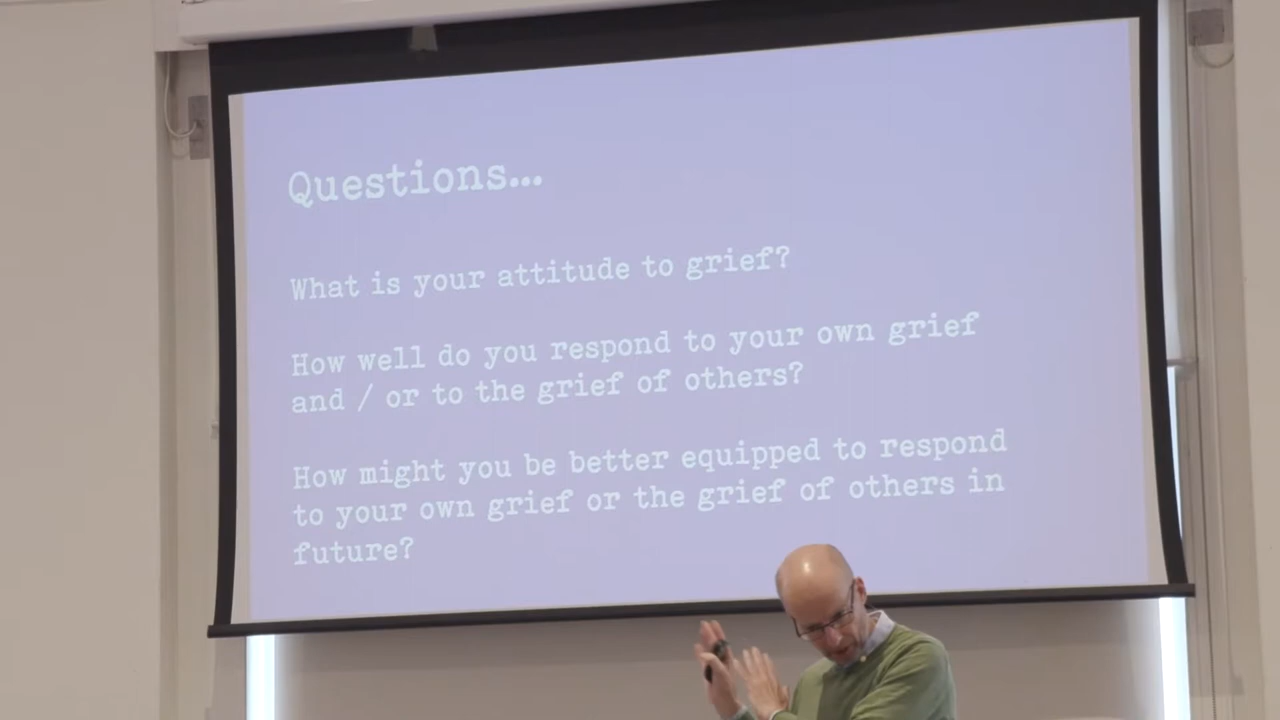 Questions...
What is your attitude to grief?
How well do you respond to your own grief
and / or to the grief of others?
How might you be better equipped to respond
to your own grief or the grief of others in
future?